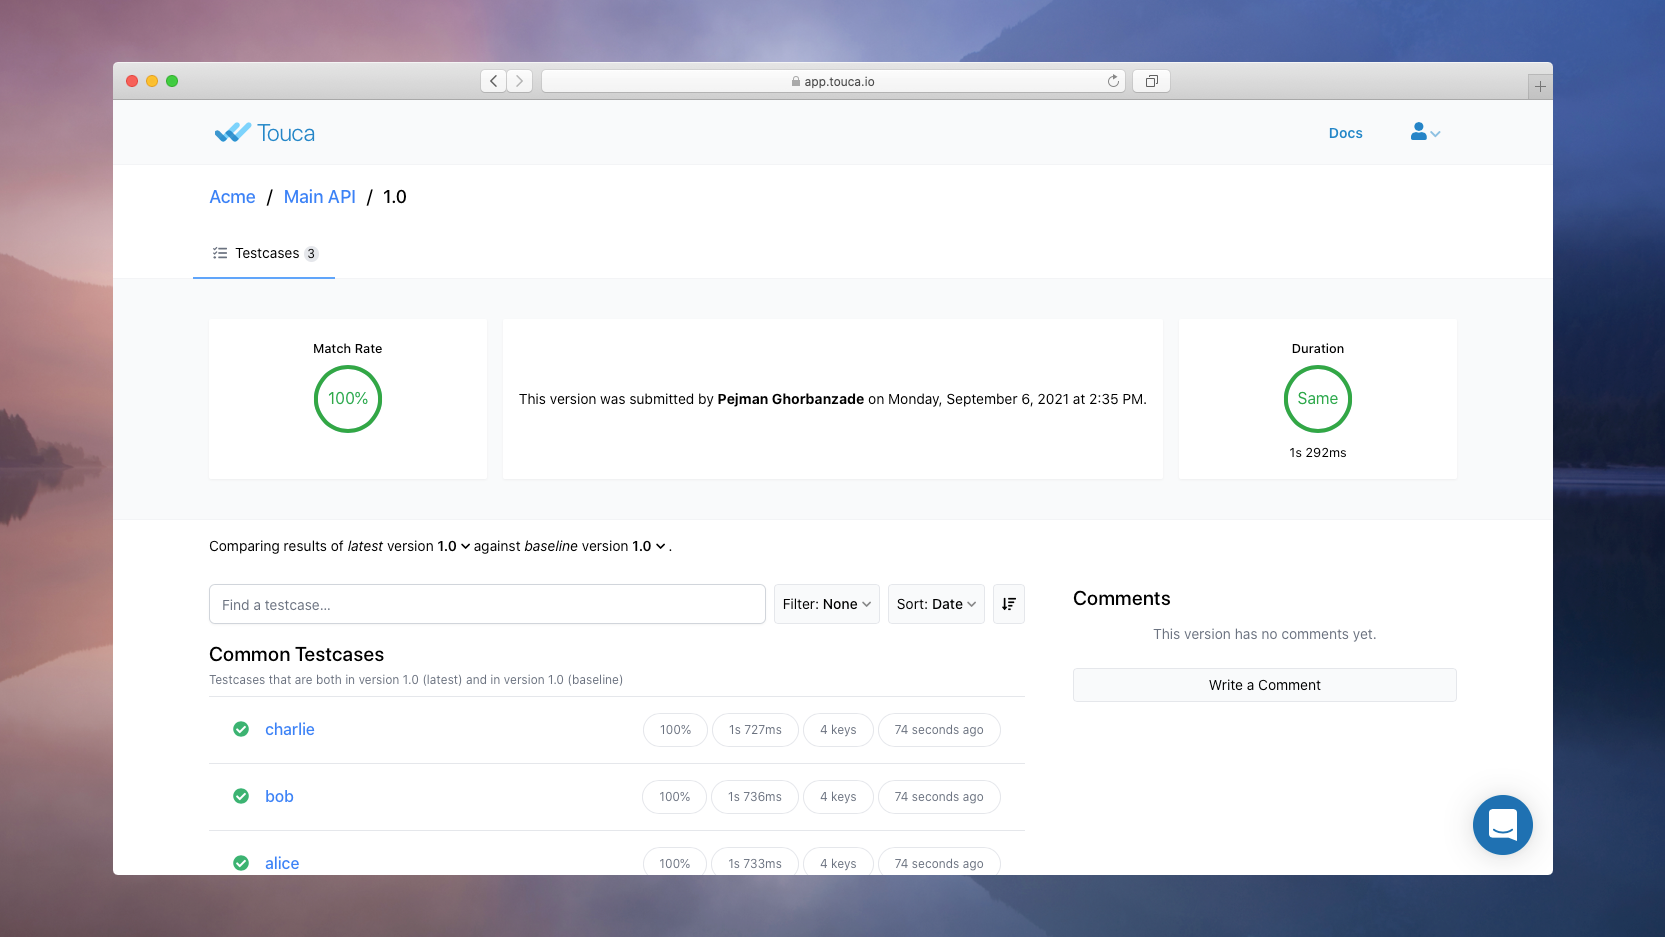 app.touca.io
Touca
Docs
Acme / Main API / 1.0
Testcases 3
Match Rate
100%
This version was submitted by Pejman Ghorbanzade on Monday, September 6, 2021 at 2:35 PM.
Duration
Same
1s 292ms
Comparing results of latest version 1.0 against baseline version 1.0 .
Find a testcase...
Filter: None
Sort: Date
Common Testcases
Testcases that are both in version 1.0 (latest) and in version 1.0 (baseline)
charlie 100% 1s 727ms 4 keys 74 seconds ago
bob 100% 1s 736ms 4 keys 74 seconds ago
alice 100% 1s 733ms 4 keys 74 seconds ago
Comments
This version has no comments yet.
Write a Comment